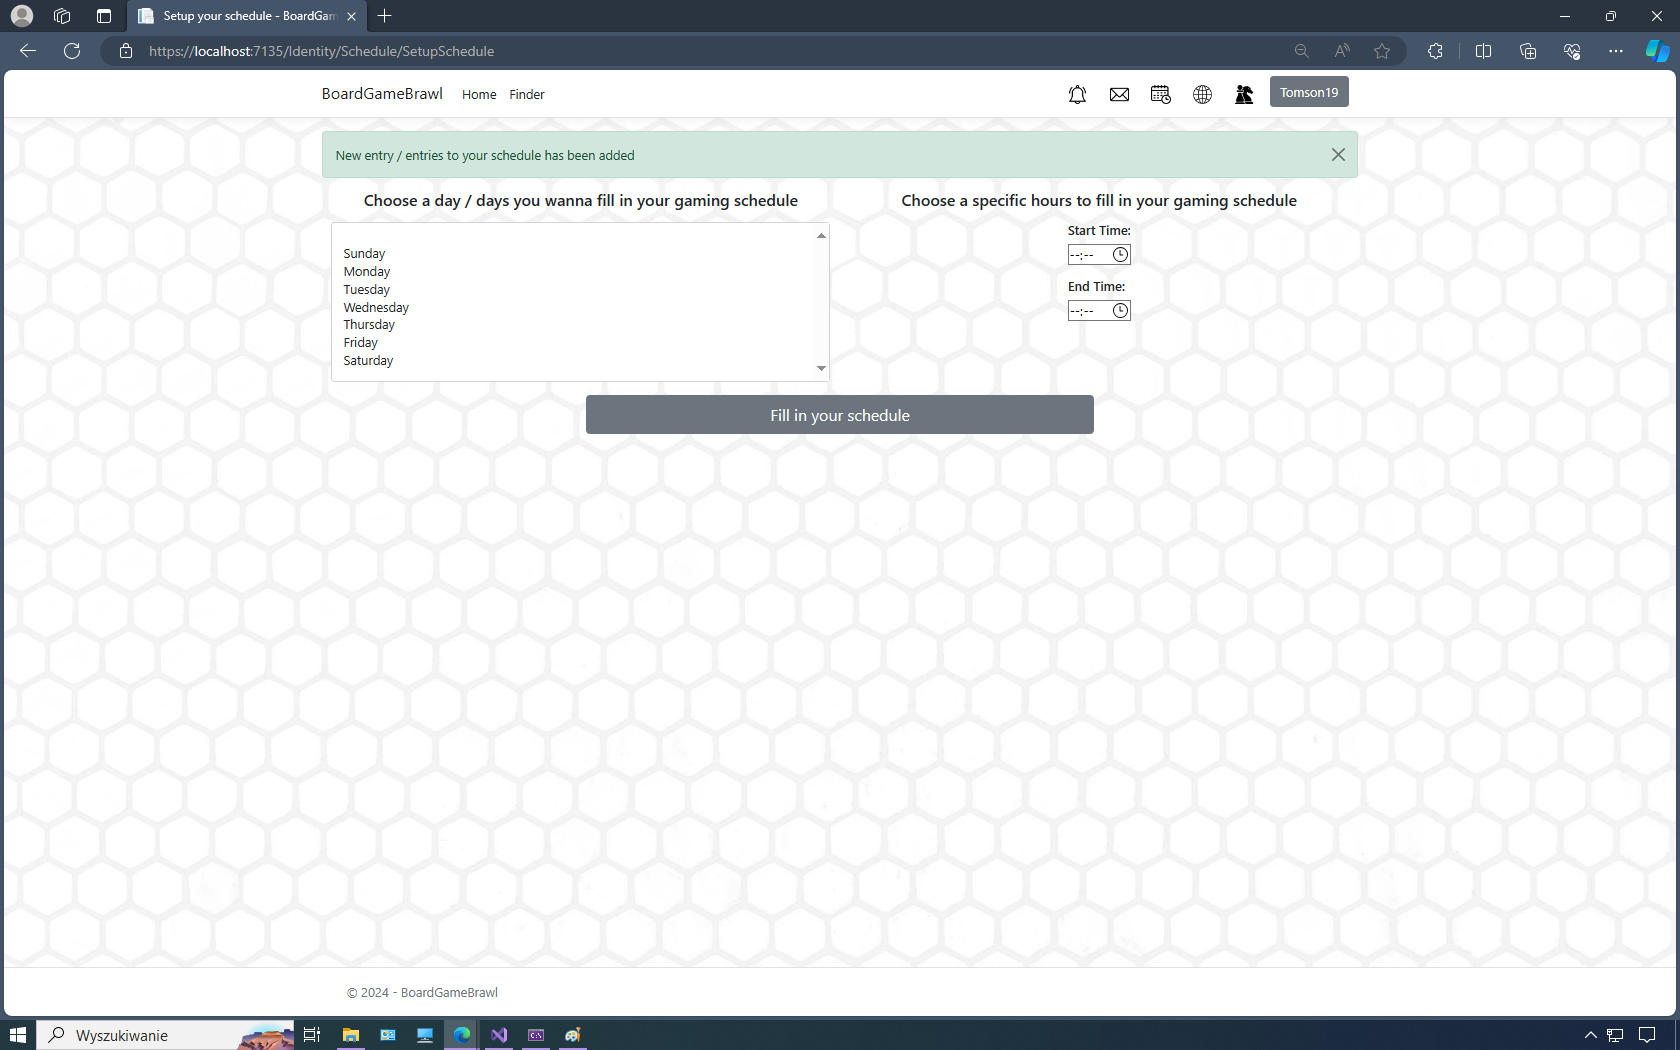 Setup your schedule - BoardGam
https://localhost:7135/Identity/Schedule/SetupSchedule
BoardGameBrawl Home Finder Tomson19
New entry / entries to your schedule has been added
Choose a day / days you wanna fill in your gaming schedule
Sunday
Monday
Tuesday
Wednesday
Thursday
Friday
Saturday
Choose a specific hours to fill in your gaming schedule
Start Time:
--:--
End Time:
--:--
Fill in your schedule
© 2024 - BoardGameBrawl
Wyszukiwanie